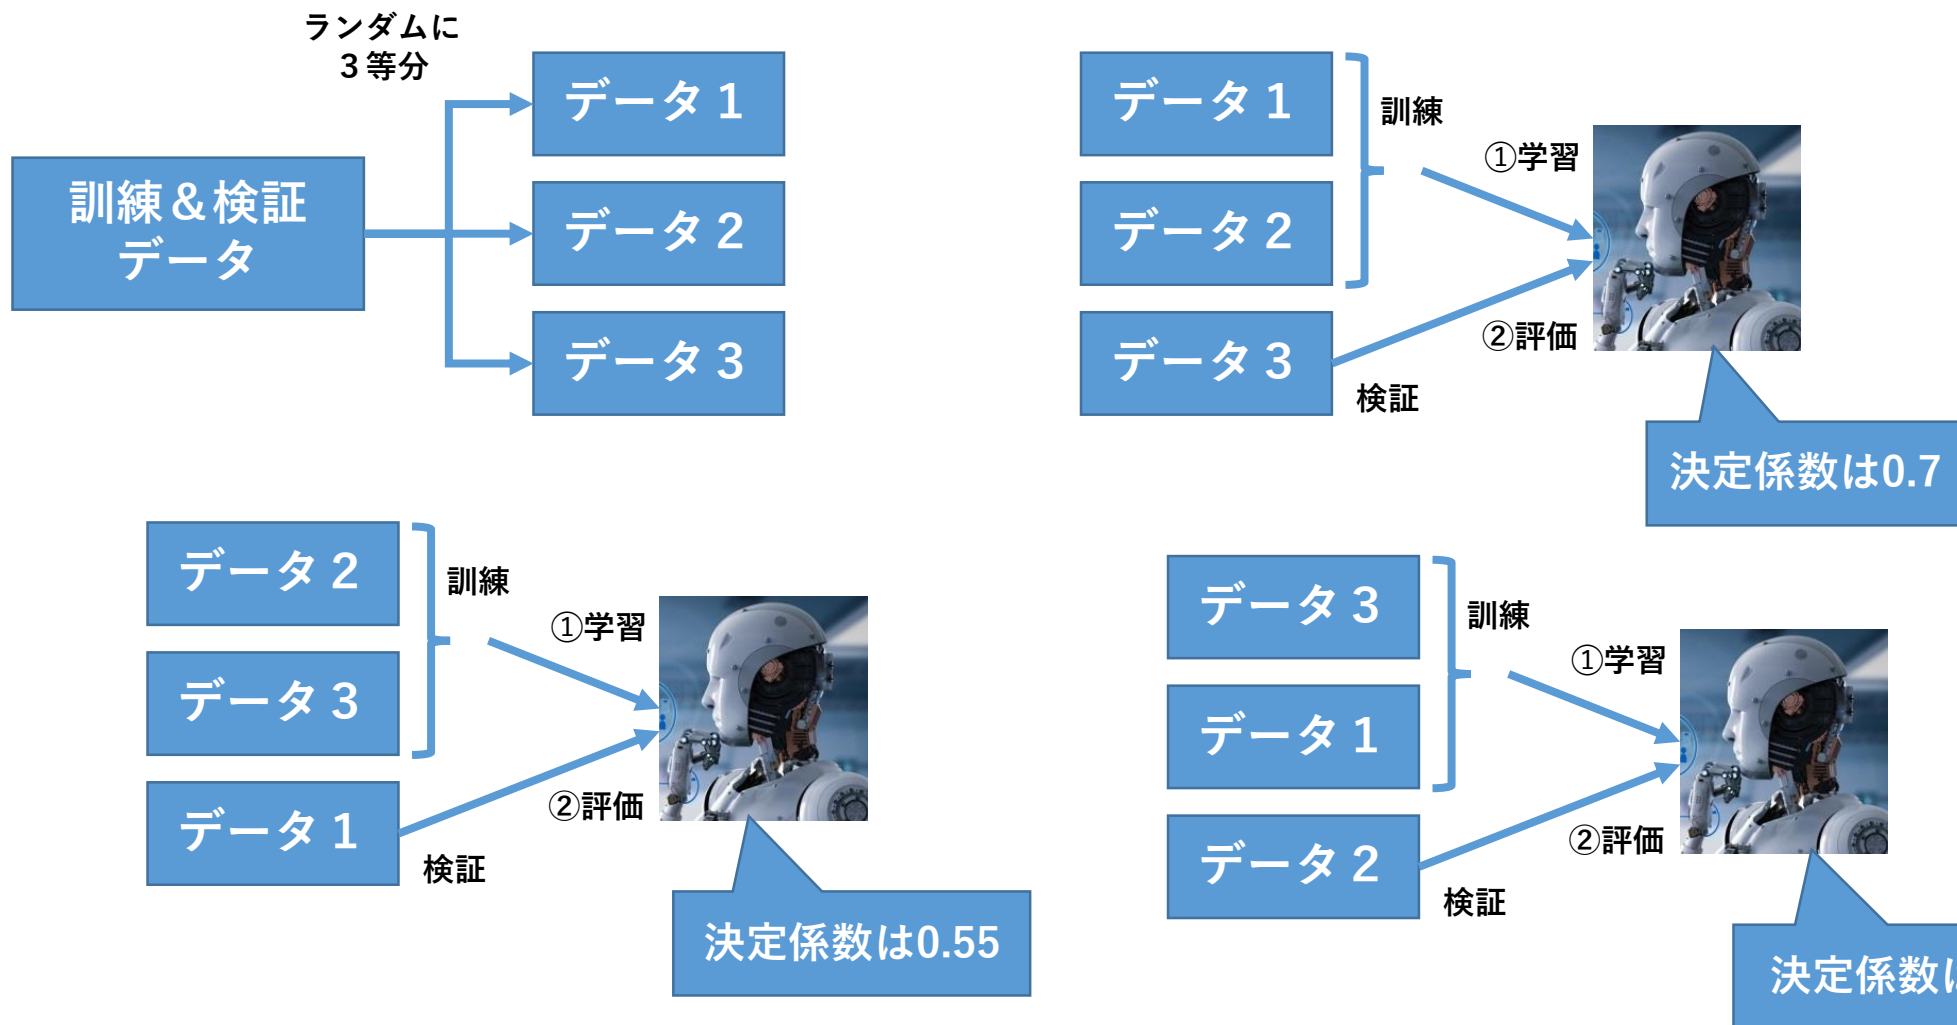 ランダムに
３等分
訓練＆検証
データ
データ１
データ２
データ３
データ１
データ２
データ３
訓練
検証
①学習
②評価
決定係数は0.7
データ２
データ３
データ１
訓練
検証
①学習
②評価
決定係数は0.55
データ３
データ１
データ２
訓練
検証
①学習
②評価
決定係数は